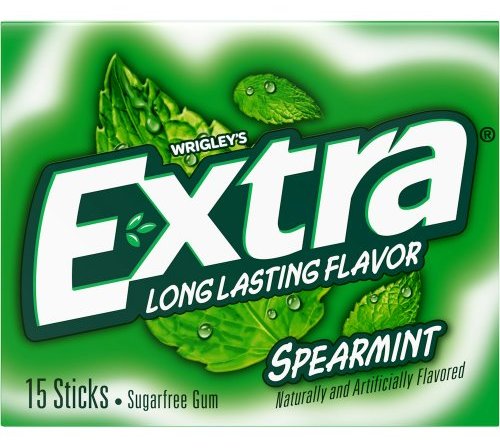 WRIGLEY'S
Extra®
LONG LASTING FLAVOR
SPEARMINT
Naturally and Artificially Flavored
15 Sticks • Sugarfree Gum